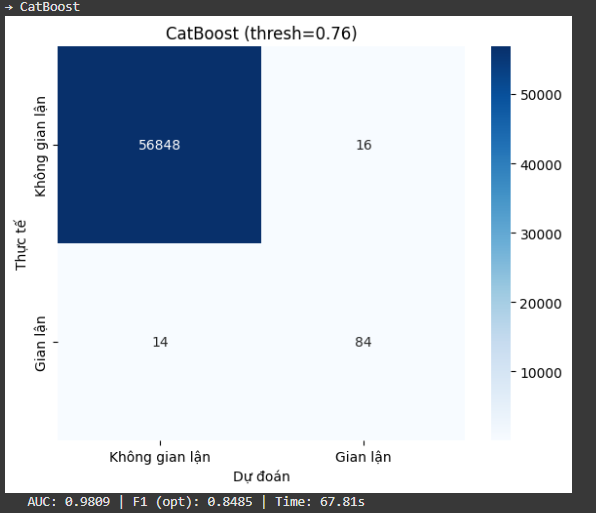 → CatBoost
CatBoost (thresh=0.76)
Thực tế
Không gian lận
Gian lận
56848
16
14
84
50000
40000
30000
20000
10000
Không gian lận
Gian lận
Dự đoán
AUC: 0.9809 | F1 (opt): 0.8485 | Time: 67.81s